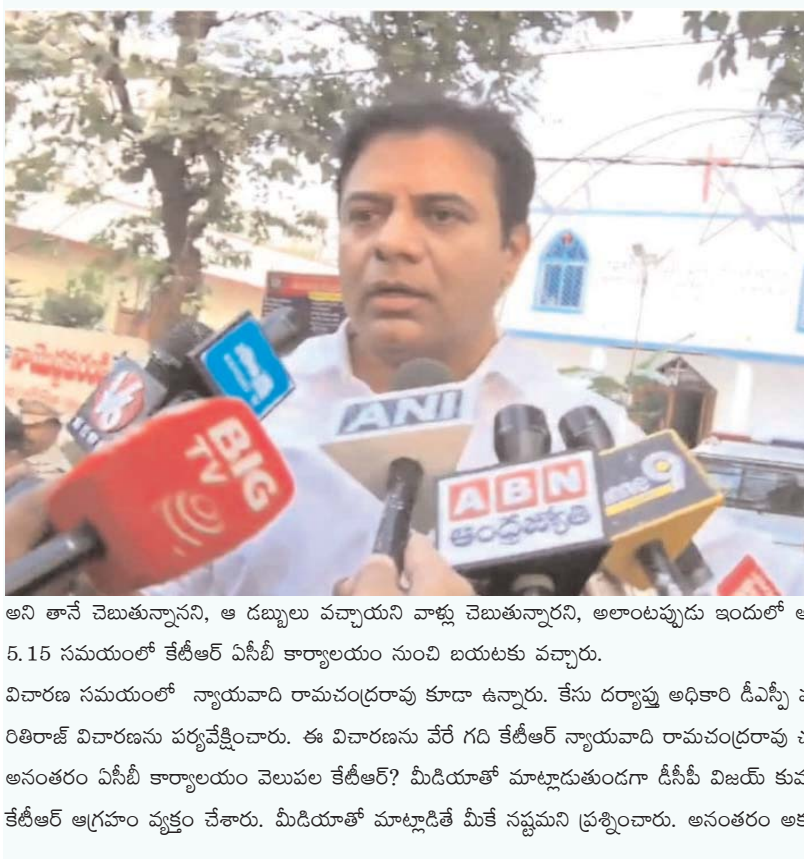 V6
BIG
TV
ANI
ABN
ఆంధ్రజ్యోతి
9
అని తానే చెబుతున్నానని, ఆ డబ్బులు వచ్చాయని వాళ్లు చెబుతున్నారని, అలాంటప్పుడు ఇందులో
5.15 సమయంలో కేటీఆర్ ఏసీబీ కార్యాలయం నుంచి బయటకు వచ్చారు.
విచారణ సమయంలో న్యాయవాది రామచంద్రరావు కూడా ఉన్నారు. కేసు దర్యాప్తు అధికారి డీఎస్పీ
రితిరాజ్ విచారణను పర్యవేక్షించారు. ఈ విచారణను వేరే గది కేటీఆర్ న్యాయవాది రామచంద్రరావు
అనంతరం ఏసీబీ కార్యాలయం వెలుపల కేటీఆర్? మీడియాతో మాట్లాడుతుండగా డీసీపీ విజయ్
కేటీఆర్ ఆగ్రహం వ్యక్తం చేశారు. మీడియాతో మాట్లాడితే మీకే నష్టమని ప్రశ్నించారు. అనంతరం